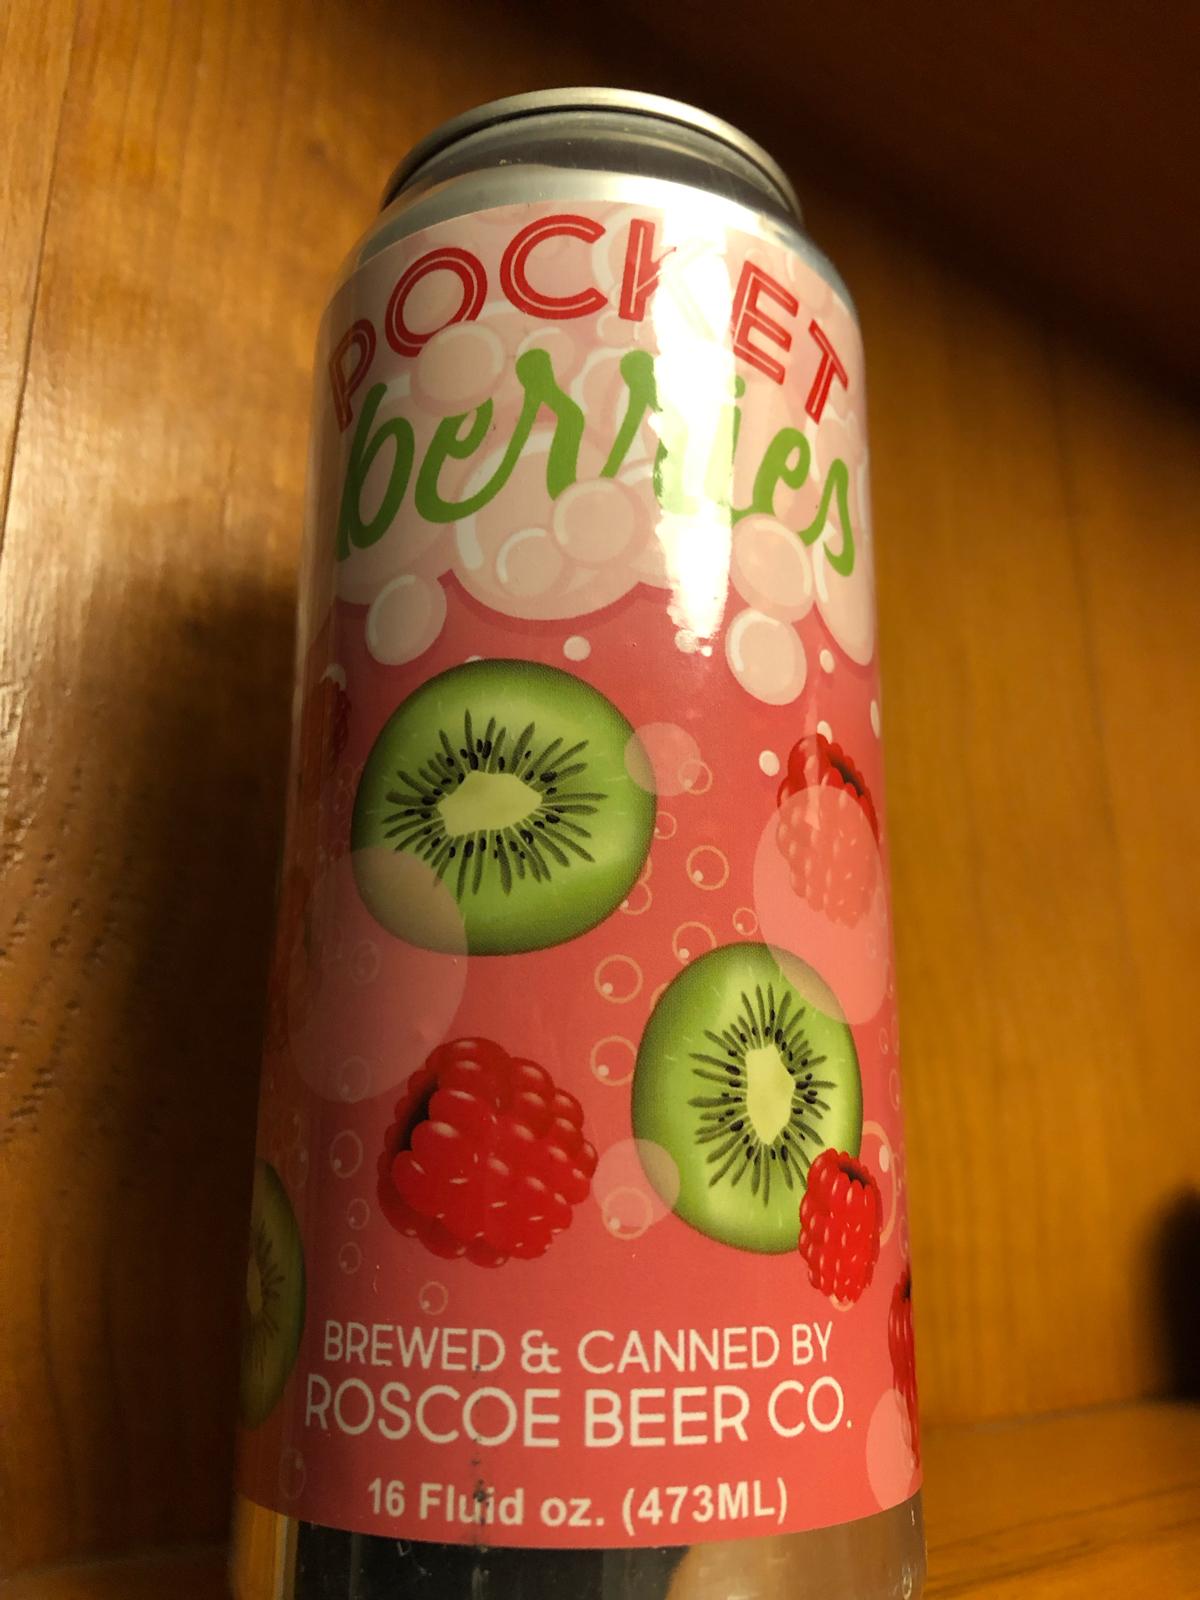 POCKET
berries
BREWED & CANNED BY
ROSCOE BEER CO.
16 Fluid oz. (473ML)